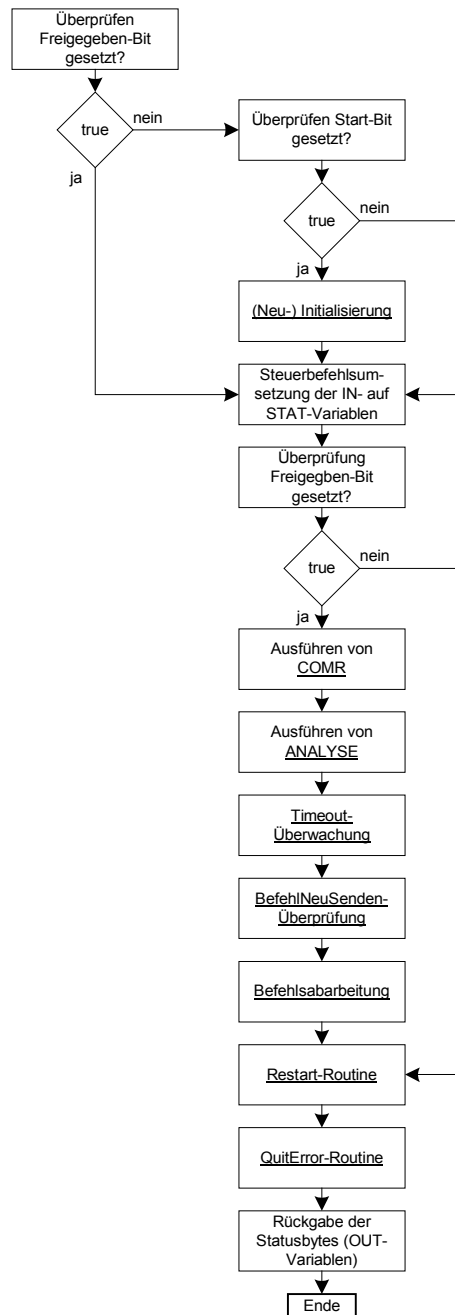 Überprüfen
Freigegeben-Bit
gesetzt?
true
nein
ja
Überprüfen Start-Bit
gesetzt?
true
nein
ja
(Neu-) Initialisierung
Steuerbefehlsum-
setzung der IN- auf
STAT-Variablen
Überprüfung
Freigegben-Bit
gesetzt?
true
nein
ja
Ausführen von
COMR
Ausführen von
ANALYSE
Timeout-
Überwachung
BefehlNeuSenden-
Überprüfung
Befehlsabarbeitung
Restart-Routine
QuitError-Routine
Rückgabe der
Statusbytes (OUT-
Variablen)
Ende